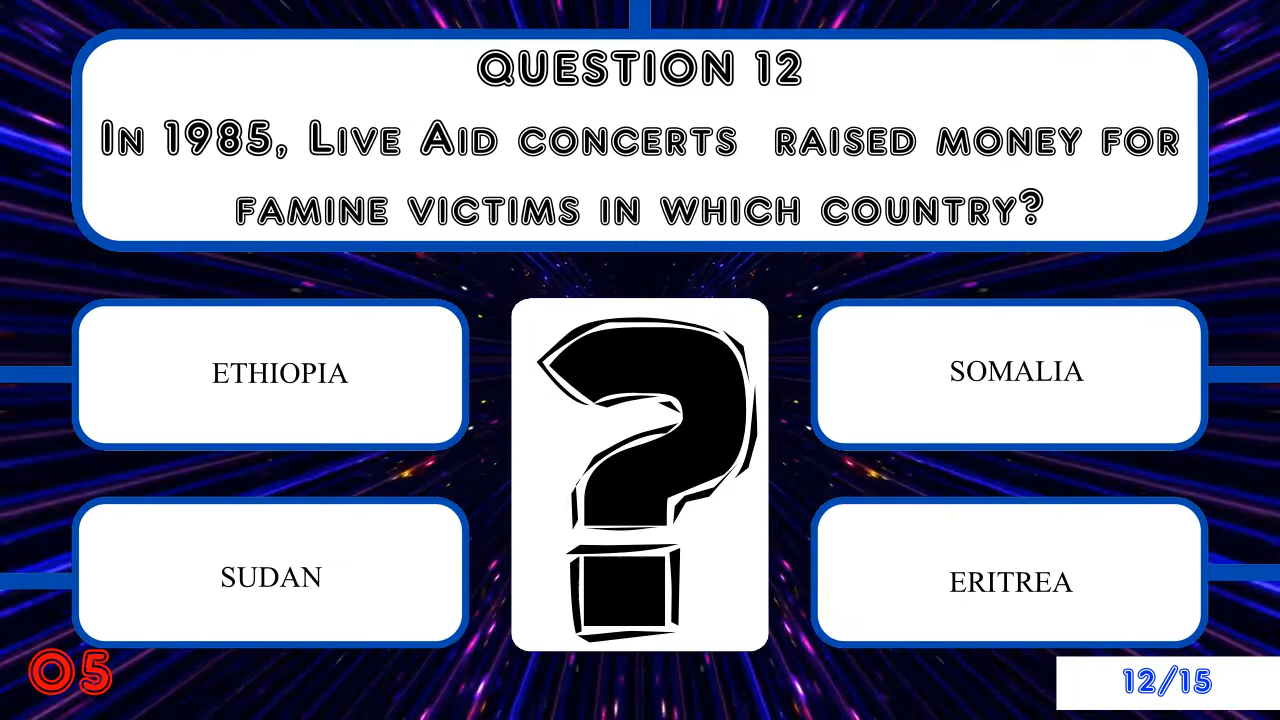 QUESTION 12
In 1985, Live Aid concerts raised money for
famine victims in which country?
ETHIOPIA
SOMALIA
?
SUDAN
ERITREA
05
12/15